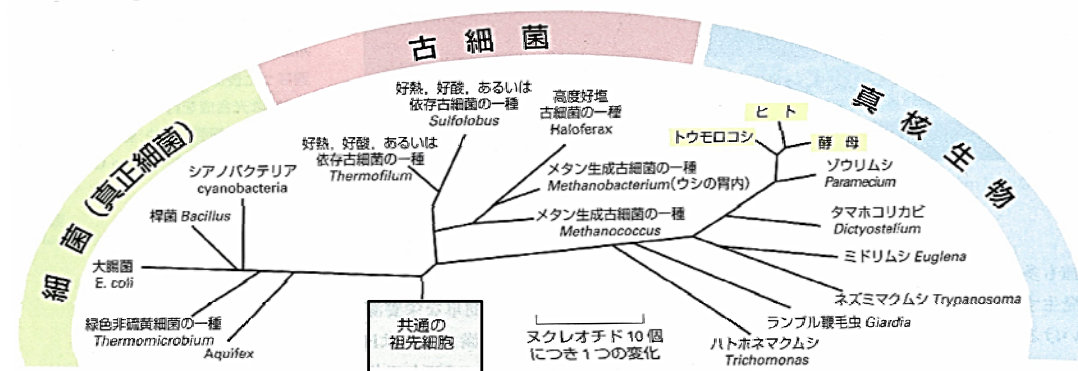 古細菌
細菌(真正細菌)
真核生物
好熱,好酸,あるいは
依存古細菌の一種
Sulfolobus
高度好塩
古細菌の一種
Haloferax
好熱,好酸,あるいは
依存古細菌の一種
Thermofilum
シアノバクテリア
cyanobacteria
桿菌 Bacillus
大腸菌
E. coli
緑色非硫黄細菌の一種
Thermomicrobium
Aquifex
共通の
祖先細胞
メタン生成古細菌の一種
Methanobacterium(ウシの胃内)
メタン生成古細菌の一種
Methanococcus
ヌクレオチド10個
につき1つの変化
ヒト
トウモロコシ
酵母
ゾウリムシ
Paramecium
タマホコリカビ
Dictyostelium
ミドリムシ Euglena
ネズミマクムシ Trypanosoma
ランブル鞭毛虫 Giardia
ハトホネマクムシ
Trichomonas